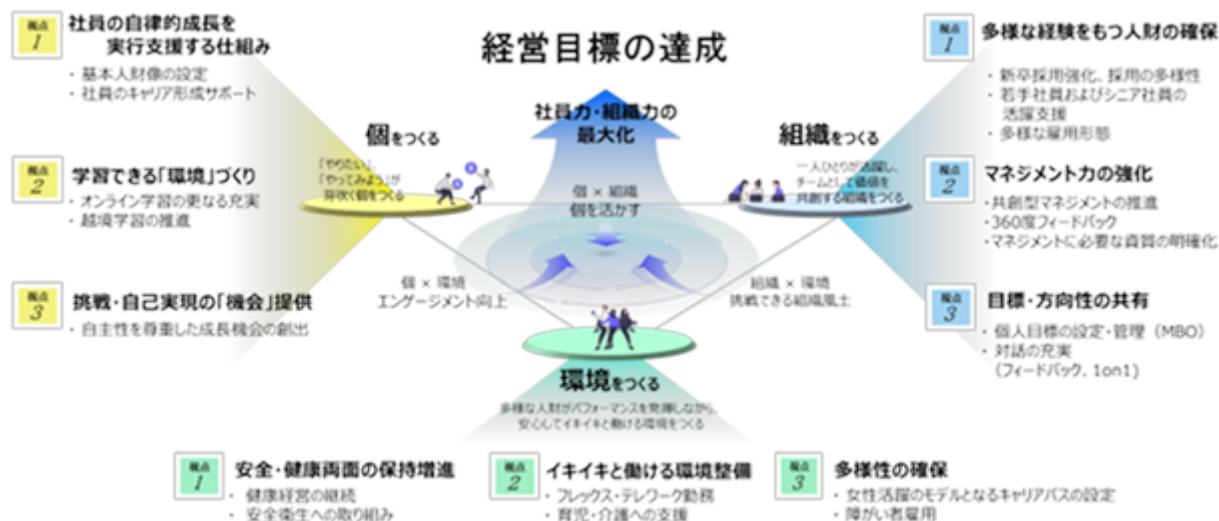 経営目標の達成
社員力・組織力の
最大化
個 × 組織
個を活かす
個 × 環境
エンゲージメント向上
組織 × 環境
挑戦できる組織風土
個をつくる
「やりたい」、
「やってみよう」が
芽吹く個をつくる
視点
1
社員の自律的成長を
実行支援する仕組み
・ 基本人財像の設定
・ 社員のキャリア形成サポート
視点
2
学習できる「環境」づくり
・ オンライン学習の更なる充実
・ 越境学習の推進
視点
3
挑戦・自己実現の「機会」提供
・ 自主性を尊重した成長機会の創出
組織をつくる
一人ひとりが活躍し、
チームとして価値を
共創する組織をつくる
視点
1
多様な経験をもつ人財の確保
・ 新卒採用強化、採用の多様性
・ 若手社員およびシニア社員の
活躍支援
・ 多様な雇用形態
視点
2
マネジメント力の強化
・共創型マネジメントの推進
・360度フィードバック
・マネジメントに必要な資質の明確化
視点
3
目標・方向性の共有
・ 個人目標の設定・管理（MBO）
・ 対話の充実
（フィードバック、1on1）
環境をつくる
多様な人財がパフォーマンスを発揮しながら、
安心してイキイキと働ける環境をつくる
視点
1
安全・健康両面の保持増進
・ 健康経営の継続
・ 安全衛生への取り組み
視点
2
イキイキと働ける環境整備
・ フレックス・テレワーク勤務
・ 育児・介護への支援
視点
3
多様性の確保
・ 女性活躍のモデルとなるキャリアパスの設定
・ 障がい者雇用